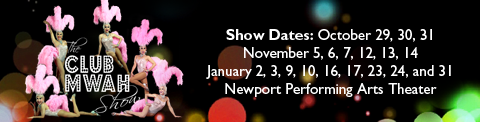 The
CLUB
MWAH
Show
Show Dates: October 29, 30, 31
November 5, 6, 7, 12, 13, 14
January 2, 3, 9, 10, 16, 17, 23, 24, and 31
Newport Performing Arts Theater